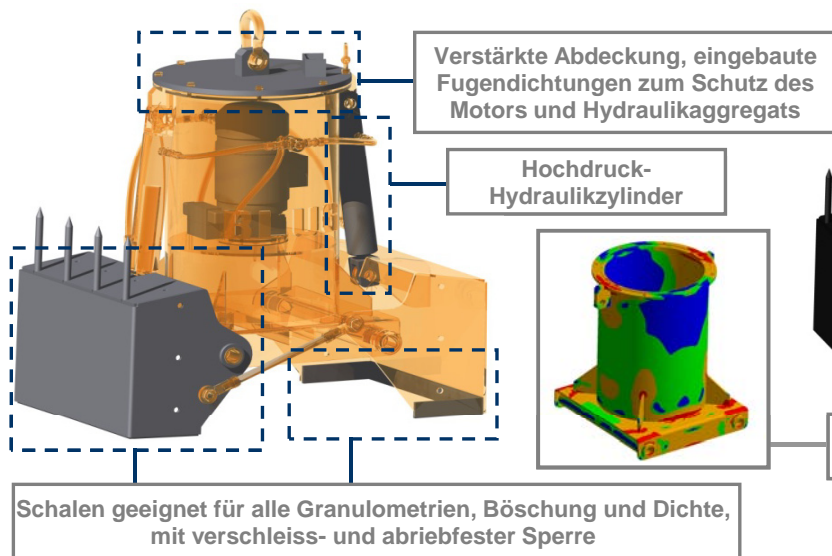 Verstärkte Abdeckung, eingebaute
Fugendichtungen zum Schutz des
Motors und Hydraulikaggregats
Hochdruck-
Hydraulikzylinder
Schalen geeignet für alle Granulometrien, Böschung und Dichte,
mit verschleiss- und abriebfester Sperre